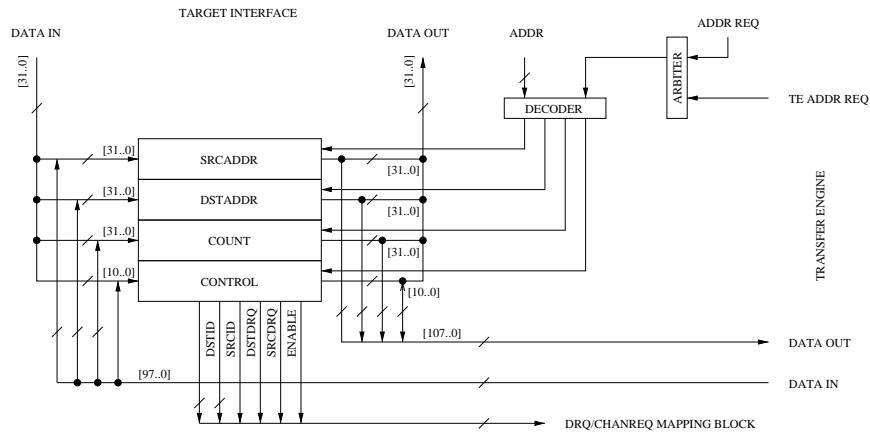 TARGET INTERFACE
ADDR REQ
DATA IN
DATA OUT
ADDR
[31..0]
[31..0]
ARBITER
TE ADDR REQ
DECODER
[31..0]
SRCADDR
[31..0]
[31..0]
DSTADDR
[31..0]
[31..0]
COUNT
[31..0]
[10..0]
CONTROL
[10..0]
TRANSFER ENGINE
DSTID
SRCID
DSTDRQ
SRCDRQ
ENABLE
[107..0]
DATA OUT
[97..0]
DATA IN
DRQ/CHANREQ MAPPING BLOCK